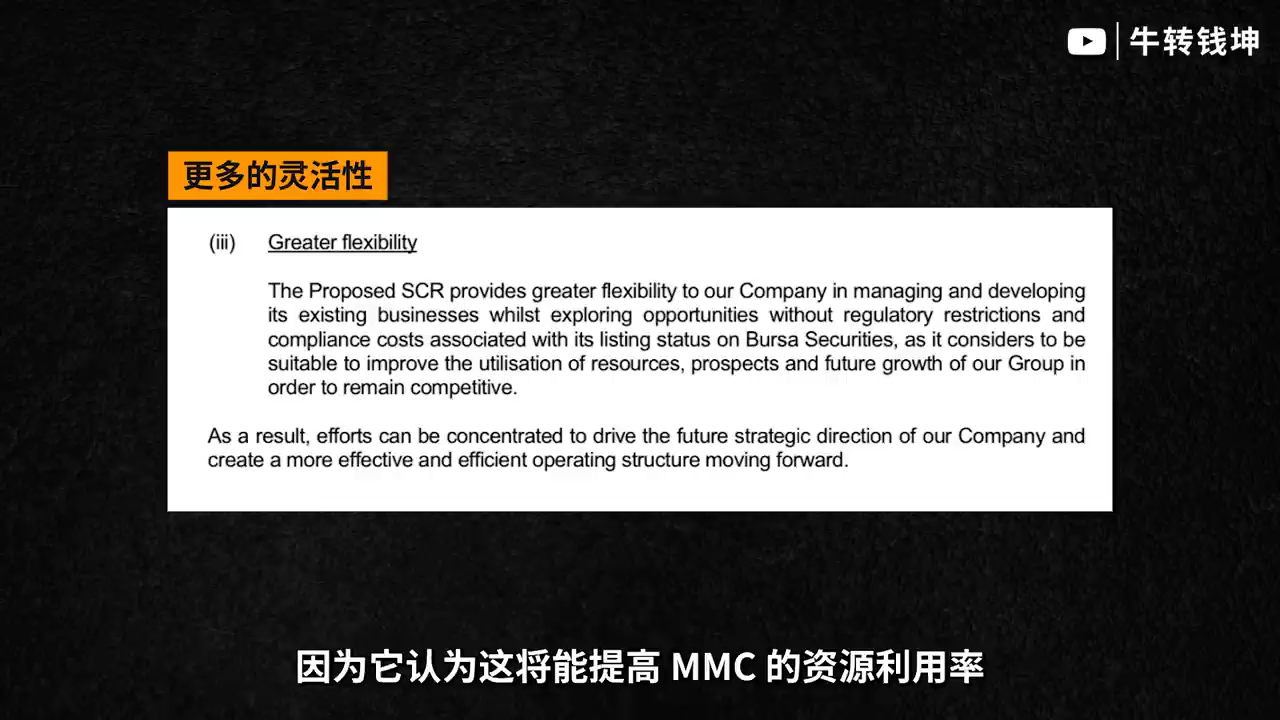 牛转钱坤
更多的灵活性
(iii) Greater flexibility
The Proposed SCR provides greater flexibility to our Company in managing and developing
its existing businesses whilst exploring opportunities without regulatory restrictions and
compliance costs associated with its listing status on Bursa Securities, as it considers to be
suitable to improve the utilisation of resources, prospects and future growth of our Group in
order to remain competitive.
As a result, efforts can be concentrated to drive the future strategic direction of our Company and
create a more effective and efficient operating structure moving forward.
因为它认为这将能提高 MMC 的资源利用率